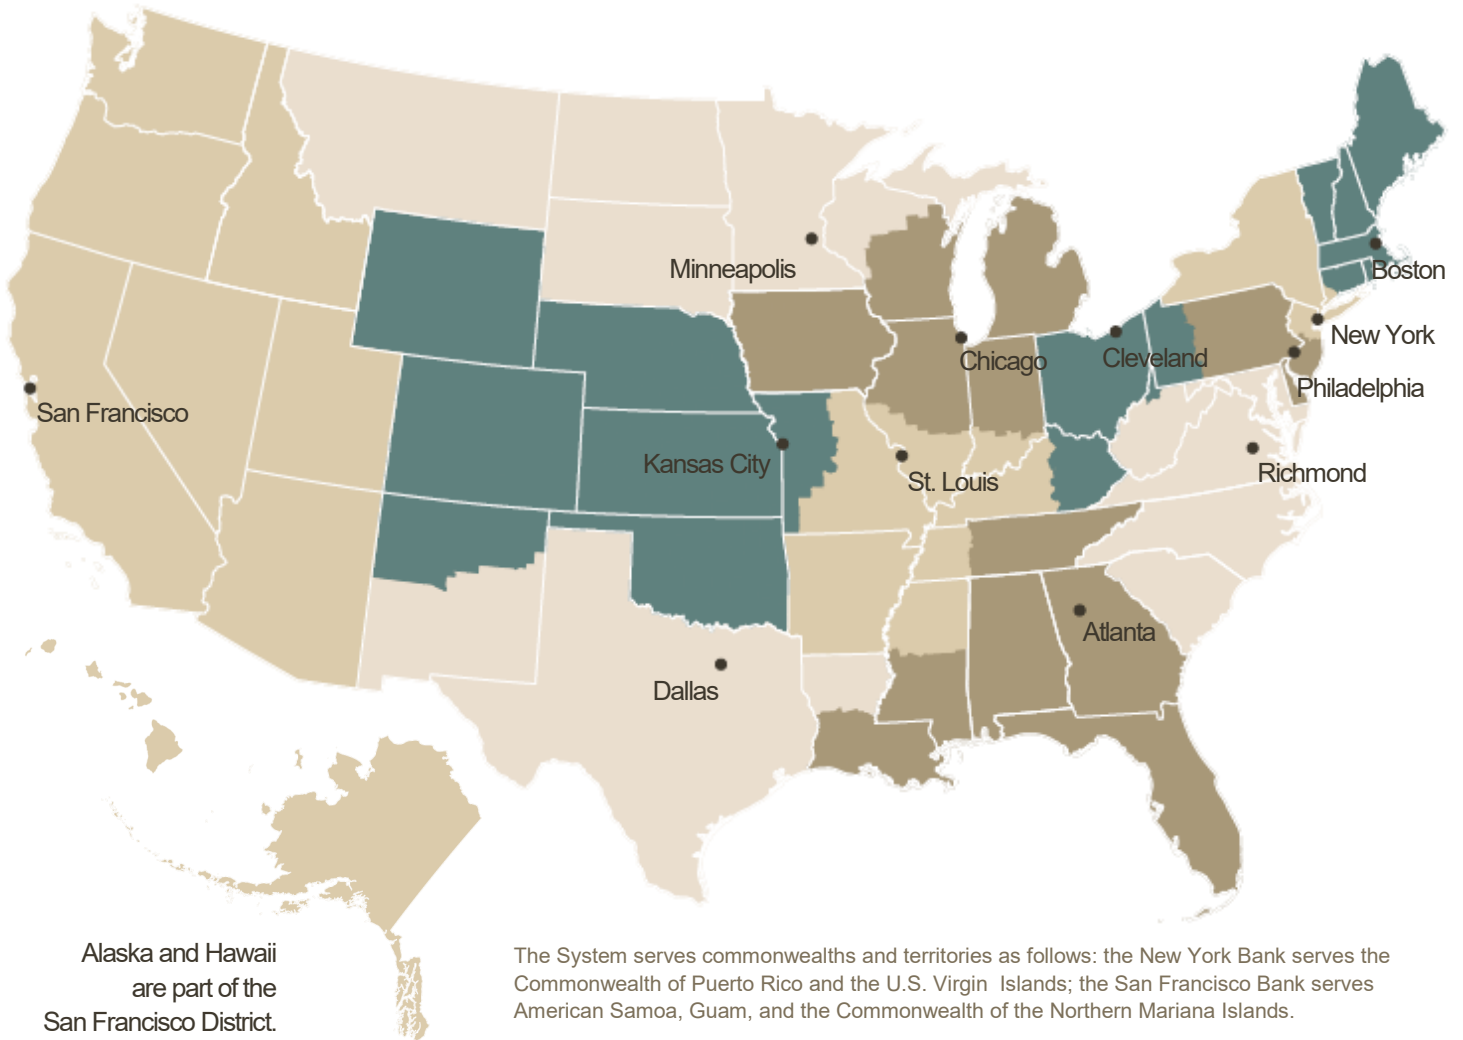 Minneapolis
Boston
New York
Chicago
Cleveland
Philadelphia
San Francisco
Kansas City
St. Louis
Richmond
Atlanta
Dallas
Alaska and Hawaii
are part of the
San Francisco District.
The System serves commonwealths and territories as follows: the New York Bank serves the
Commonwealth of Puerto Rico and the U.S. Virgin  Islands; the San Francisco Bank serves
American Samoa, Guam, and the Commonwealth of the Northern Mariana Islands.